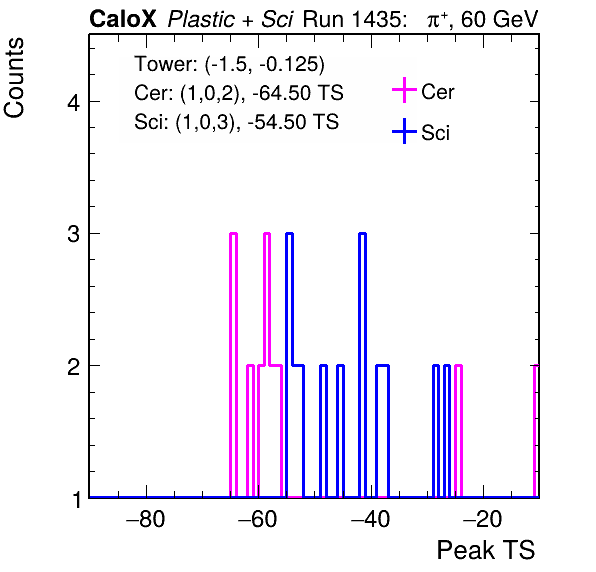 CaloX Plastic + Sci Run 1435: π⁺, 60 GeV
Counts
Tower: (-1.5, -0.125)
Cer: (1,0,2), -64.50 TS
Sci: (1,0,3), -54.50 TS
Cer
Sci
4
3
2
1
−80 −60 −40 −20
Peak TS